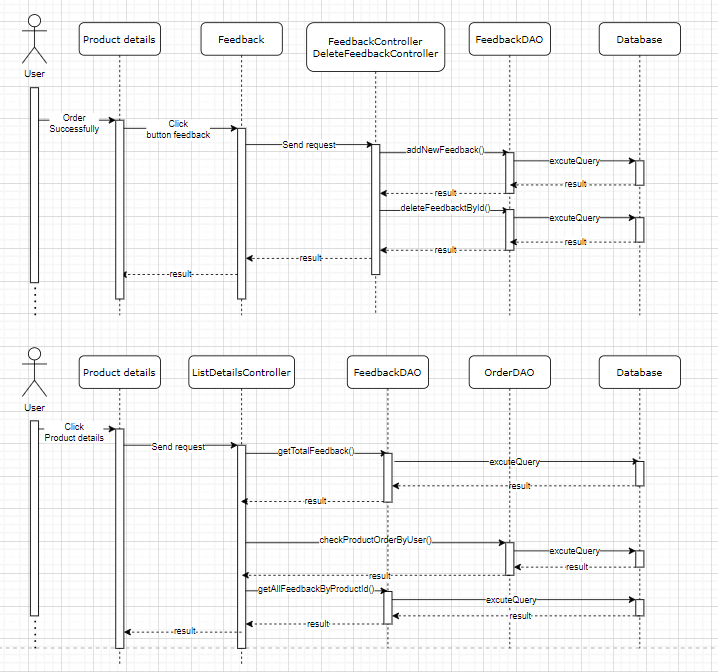 Product details
Feedback
FeedbackController
DeleteFeedbackController
FeedbackDAO
Database
User
Order
Successfully
Click
button feedback
Send request
addNewFeedback()
excuteQuery
result
result
deleteFeedbacktById()
excuteQuery
result
result
result
result
Product details
ListDetailsController
FeedbackDAO
OrderDAO
Database
User
Click
Product details
Send request
getTotalFeedback()
excuteQuery
result
result
checkProductOrderByUser()
excuteQuery
result
result
getAllFeedbackByProductId()
excuteQuery
result
result
result